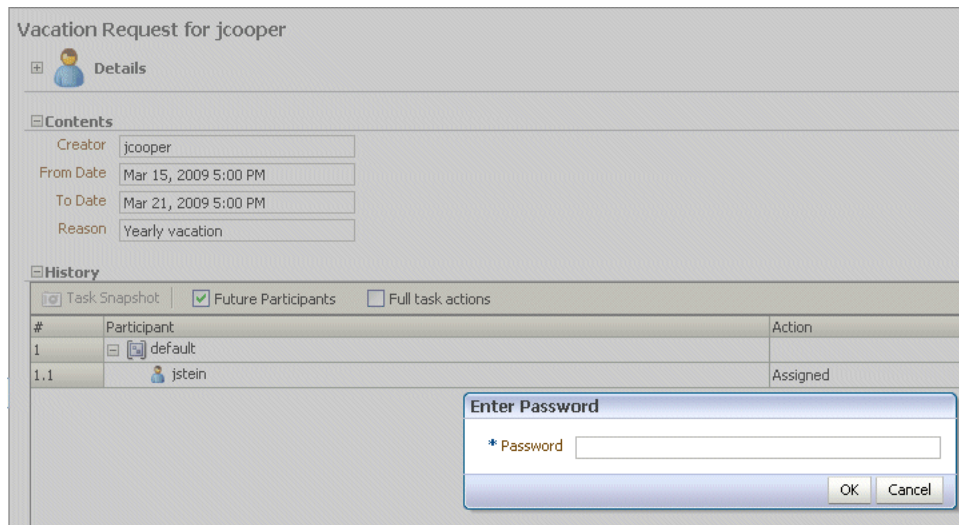 Vacation Request for jcooper
Details
Contents
Creator jcooper
From Date Mar 15, 2009 5:00 PM
To Date Mar 21, 2009 5:00 PM
Reason Yearly vacation
History
Task Snapshot Future Participants Full task actions
# Participant Action
1 default
1.1 jstein Assigned
Enter Password
* Password
OK Cancel